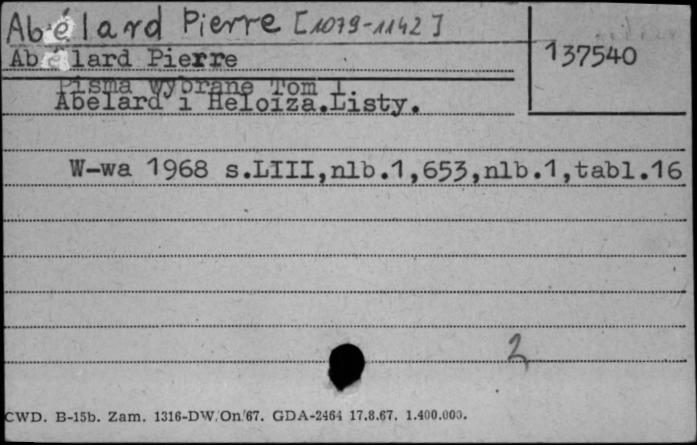 Abélard Pierre [1079-1142]
137540
Abélard Pierre
Pisma wybrane Tom I
Abelard i Heloiza.Listy.
W-wa 1968 s.LIII,nlb.1,653,nlb.1,tabl.16
2
CWD. B-15b. Zam. 1316-DW/On/67. GDA-2464 17.8.67. 1.400.000.